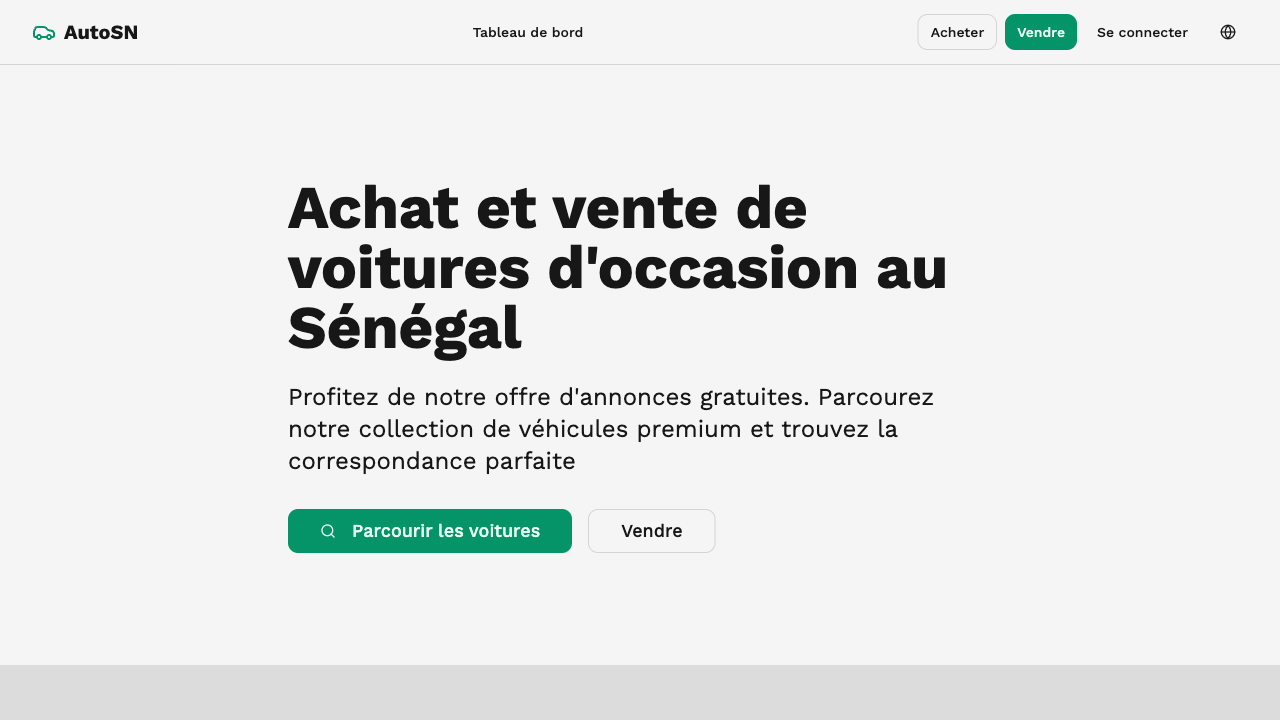 AutoSN
Tableau de bord
Acheter
Vendre
Se connecter
Achat et vente de
voitures d'occasion au
Sénégal
Profitez de notre offre d'annonces gratuites. Parcourez
notre collection de véhicules premium et trouvez la
correspondance parfaite
Parcourir les voitures
Vendre